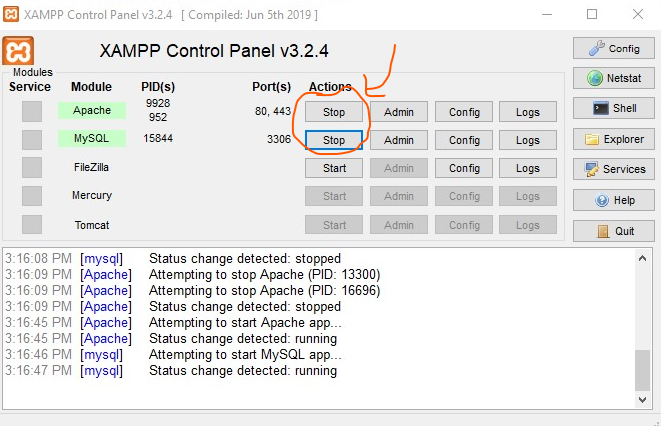 XAMPP Control Panel v3.2.4 [ Compiled: Jun 5th 2019 ]
XAMPP Control Panel v3.2.4
Config
Modules
Service Module PID(s) Port(s) Actions
Netstat
Apache 9928 952 80, 443 Stop Admin Config Logs
Shell
MySQL 15844 3306 Stop Admin Config Logs
Explorer
FileZilla Start Admin Config Logs
Services
Mercury Start Admin Config Logs
Help
Tomcat Start Admin Config Logs
Quit
3:16:08 PM [mysql] Status change detected: stopped
3:16:09 PM [Apache] Attempting to stop Apache (PID: 13300)
3:16:09 PM [Apache] Attempting to stop Apache (PID: 16696)
3:16:09 PM [Apache] Status change detected: stopped
3:16:45 PM [Apache] Attempting to start Apache app...
3:16:45 PM [Apache] Status change detected: running
3:16:46 PM [mysql] Attempting to start MySQL app...
3:16:47 PM [mysql] Status change detected: running